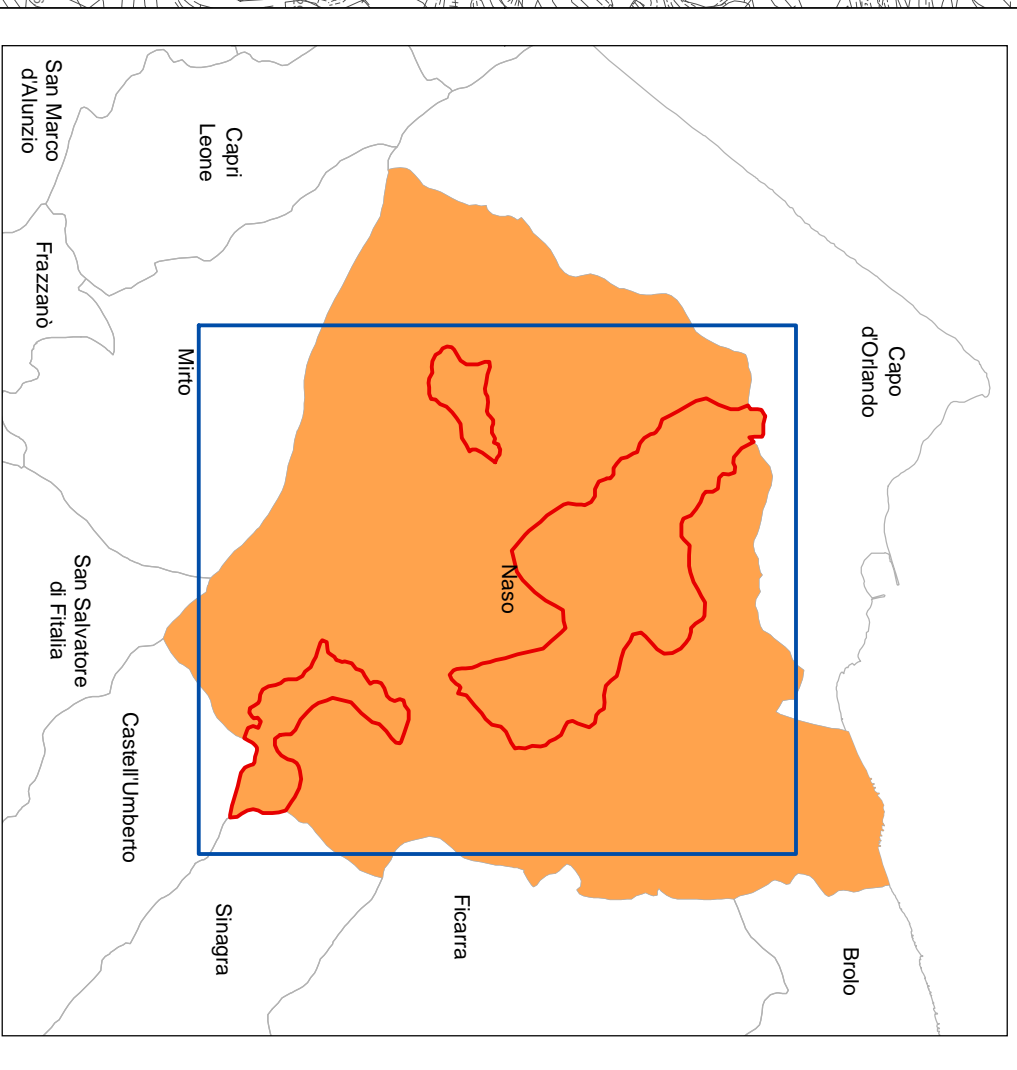 San Marco
d'Alunzio
Capri
Leone
Frazzanò
Mirto
Capo
d'Orlando
Naso
San Salvatore
di Fitalia
Castell'Umberto
Sinagra
Ficarra
Brolo